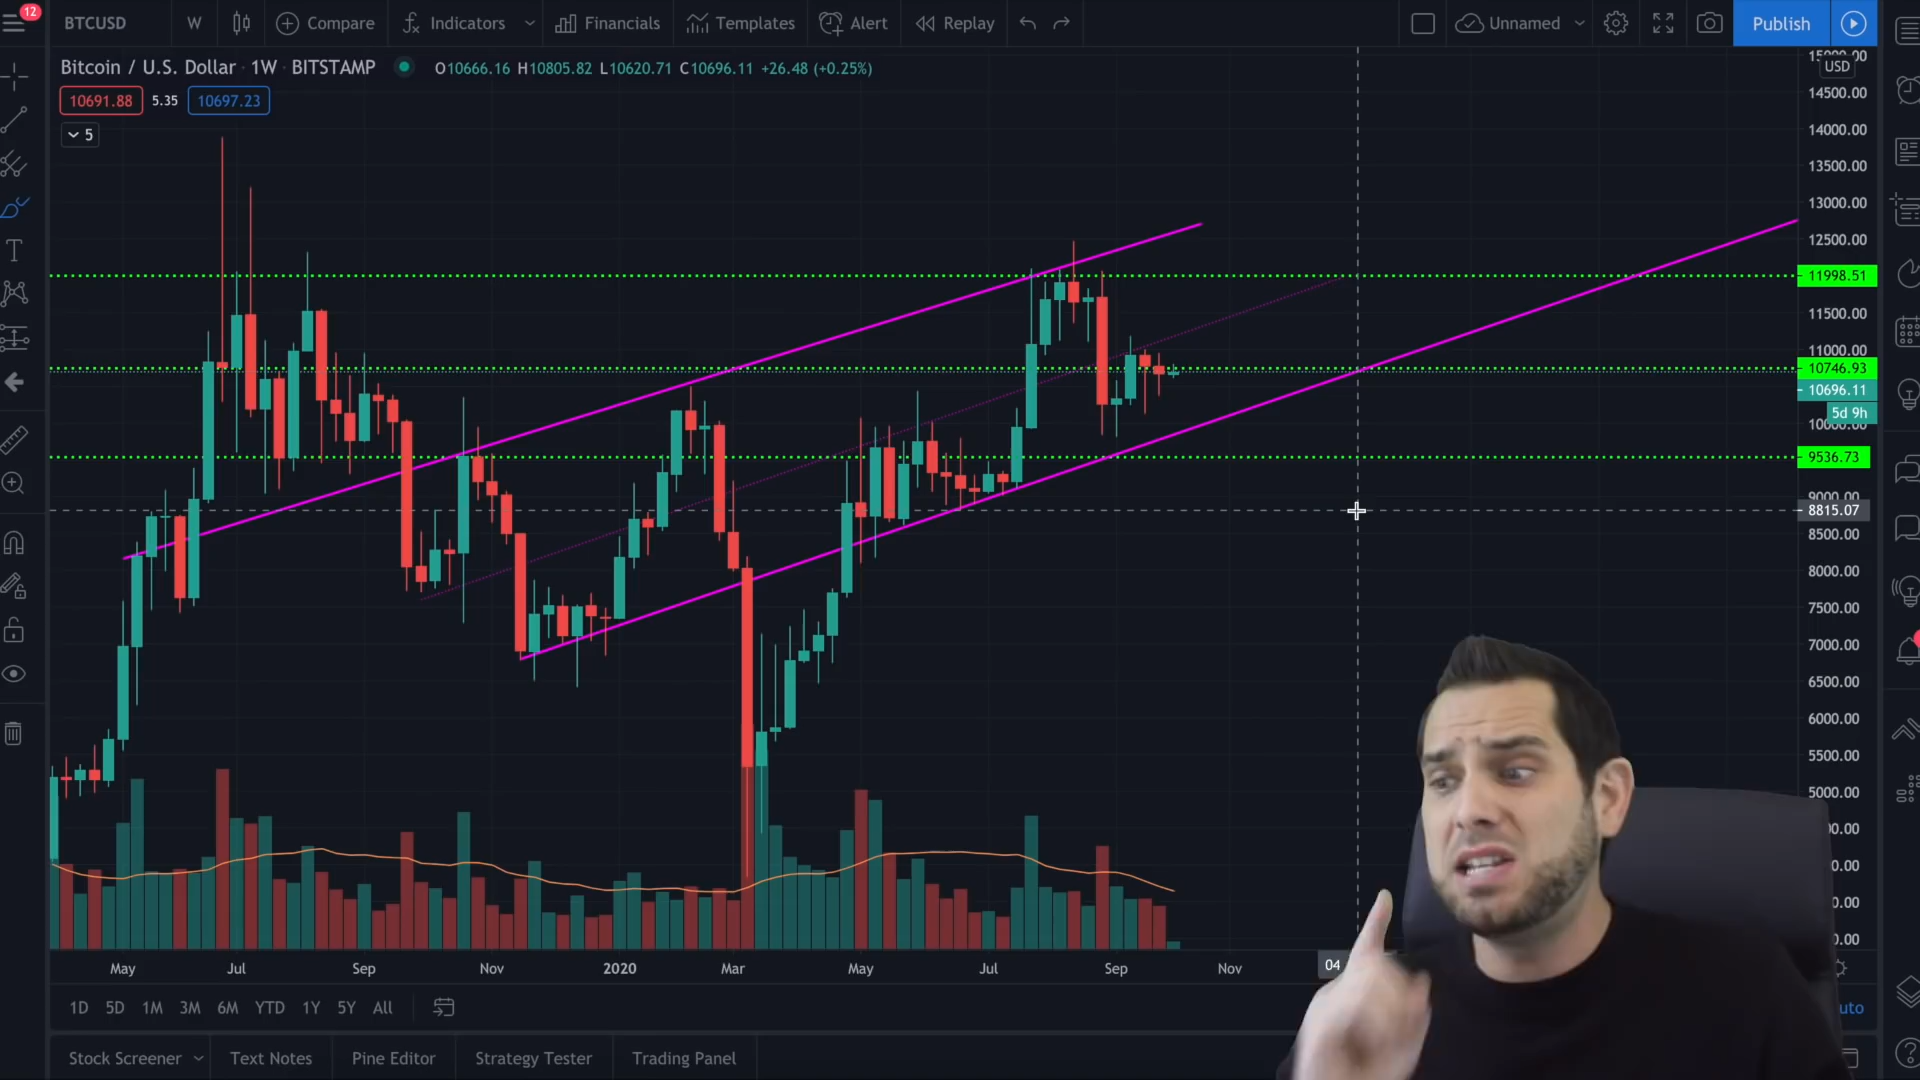 12
BTCUSD W Compare Indicators Financials Templates Alert Replay Unnamed Publish
Bitcoin / U.S. Dollar · 1W · BITSTAMP O10666.16 H10805.82 L10620.71 C10696.11 +26.48 (+0.25%)
10691.88 5.35 10697.23
5
USD
14500.00
14000.00
13500.00
13000.00
12500.00
11998.51
11500.00
11000.00
10746.93
10696.11
5d 9h
9536.73
9000.00
8815.07
8500.00
8000.00
7500.00
7000.00
6500.00
6000.00
5500.00
5000.00
May Jul Sep Nov 2020 Mar May Jul Sep Nov 04
1D 5D 1M 3M 6M YTD 1Y 5Y All
Stock Screener Text Notes Pine Editor Strategy Tester Trading Panel